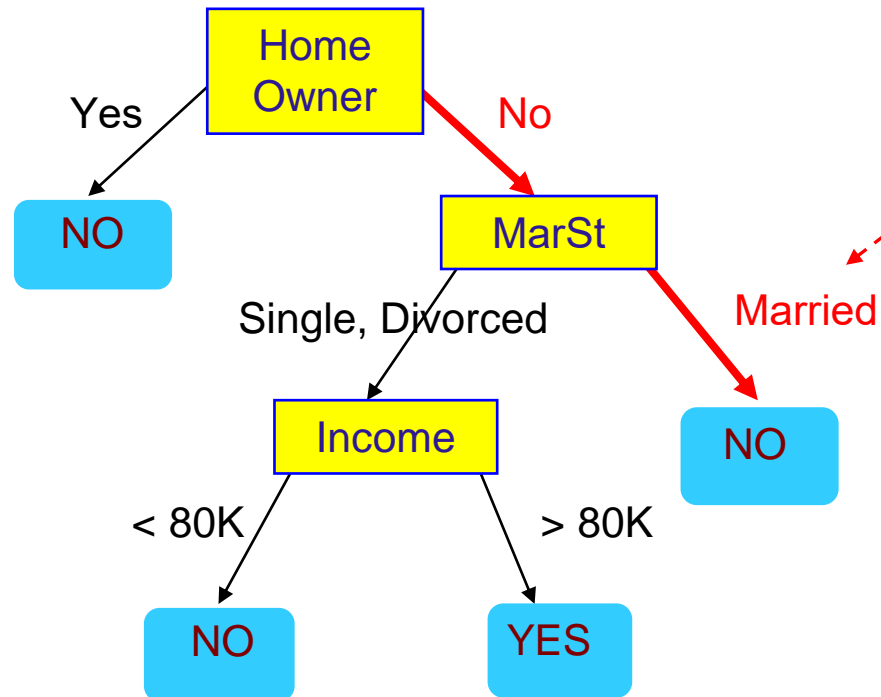 Home
Owner
Yes
No
NO
MarSt
Single, Divorced
Married
Income
NO
< 80K
> 80K
NO
YES